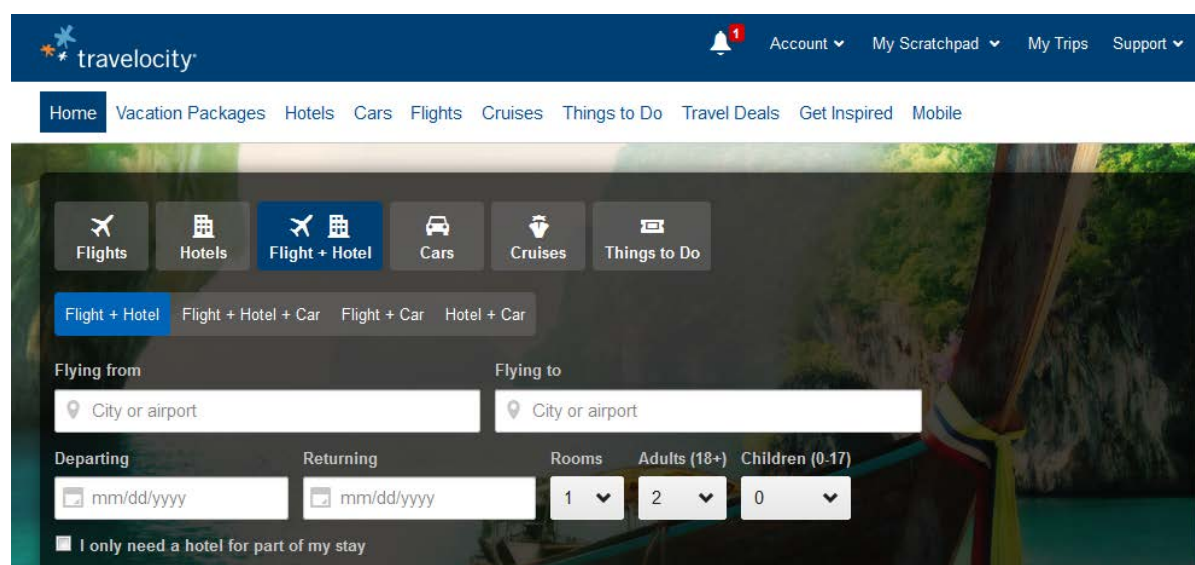 travelocity
1
Account My Scratchpad My Trips Support
Home Vacation Packages Hotels Cars Flights Cruises Things to Do Travel Deals Get Inspired Mobile
Flights Hotels Flight + Hotel Cars Cruises Things to Do
Flight + Hotel Flight + Hotel + Car Flight + Car Hotel + Car
Flying from Flying to
City or airport City or airport
Departing Returning Rooms Adults (18+) Children (0-17)
mm/dd/yyyy mm/dd/yyyy 1 2 0
I only need a hotel for part of my stay